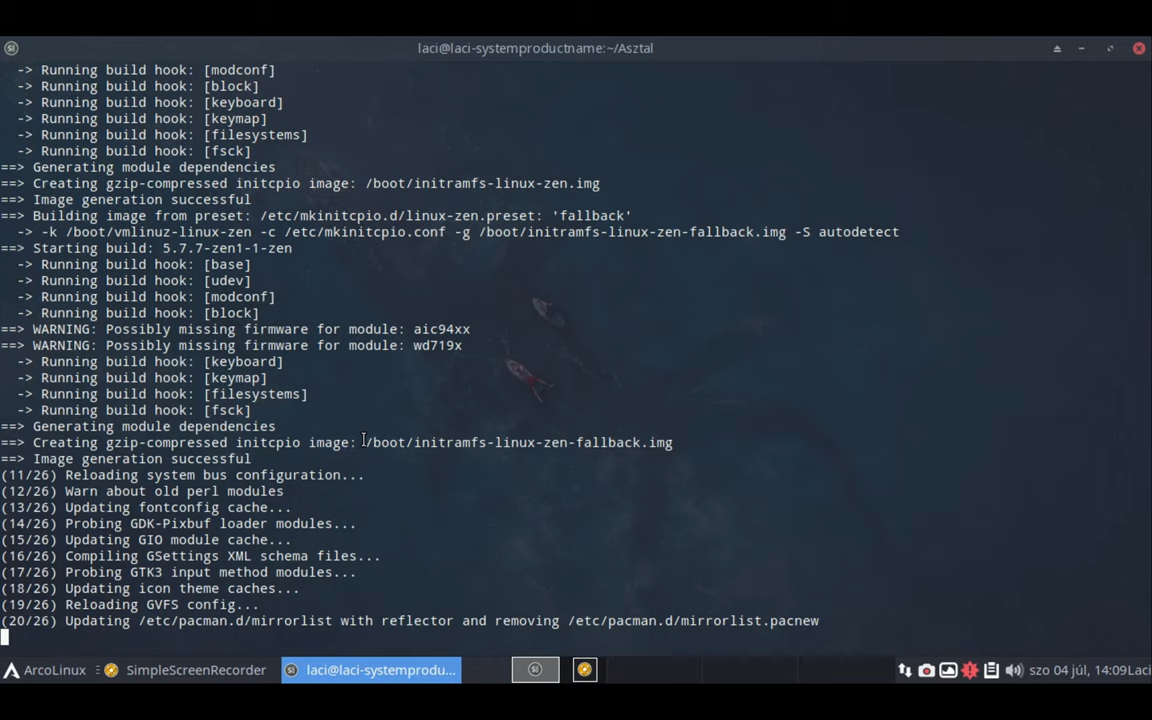 laci@laci-systemproductname:~/Asztal
-> Running build hook: [modconf]
-> Running build hook: [block]
-> Running build hook: [keyboard]
-> Running build hook: [keymap]
-> Running build hook: [filesystems]
-> Running build hook: [fsck]
==> Generating module dependencies
==> Creating gzip-compressed initcpio image: /boot/initramfs-linux-zen.img
==> Image generation successful
==> Building image from preset: /etc/mkinitcpio.d/linux-zen.preset: 'fallback'
-> -k /boot/vmlinuz-linux-zen -c /etc/mkinitcpio.conf -g /boot/initramfs-linux-zen-fallback.img -S autodetect
==> Starting build: 5.7.7-zen1-1-zen
-> Running build hook: [base]
-> Running build hook: [udev]
-> Running build hook: [modconf]
-> Running build hook: [block]
==> WARNING: Possibly missing firmware for module: aic94xx
==> WARNING: Possibly missing firmware for module: wd719x
-> Running build hook: [keyboard]
-> Running build hook: [keymap]
-> Running build hook: [filesystems]
-> Running build hook: [fsck]
==> Generating module dependencies
==> Creating gzip-compressed initcpio image: /boot/initramfs-linux-zen-fallback.img
==> Image generation successful
(11/26) Reloading system bus configuration...
(12/26) Warn about old perl modules
(13/26) Updating fontconfig cache...
(14/26) Probing GDK-Pixbuf loader modules...
(15/26) Updating GIO module cache...
(16/26) Compiling GSettings XML schema files...
(17/26) Probing GTK3 input method modules...
(18/26) Updating icon theme caches...
(19/26) Reloading GVFS config...
(20/26) Updating /etc/pacman.d/mirrorlist with reflector and removing /etc/pacman.d/mirrorlist.pacnew
ArcoLinux SimpleScreenRecorder laci@laci-systemprodu... szo 04 júl, 14:09 Laci